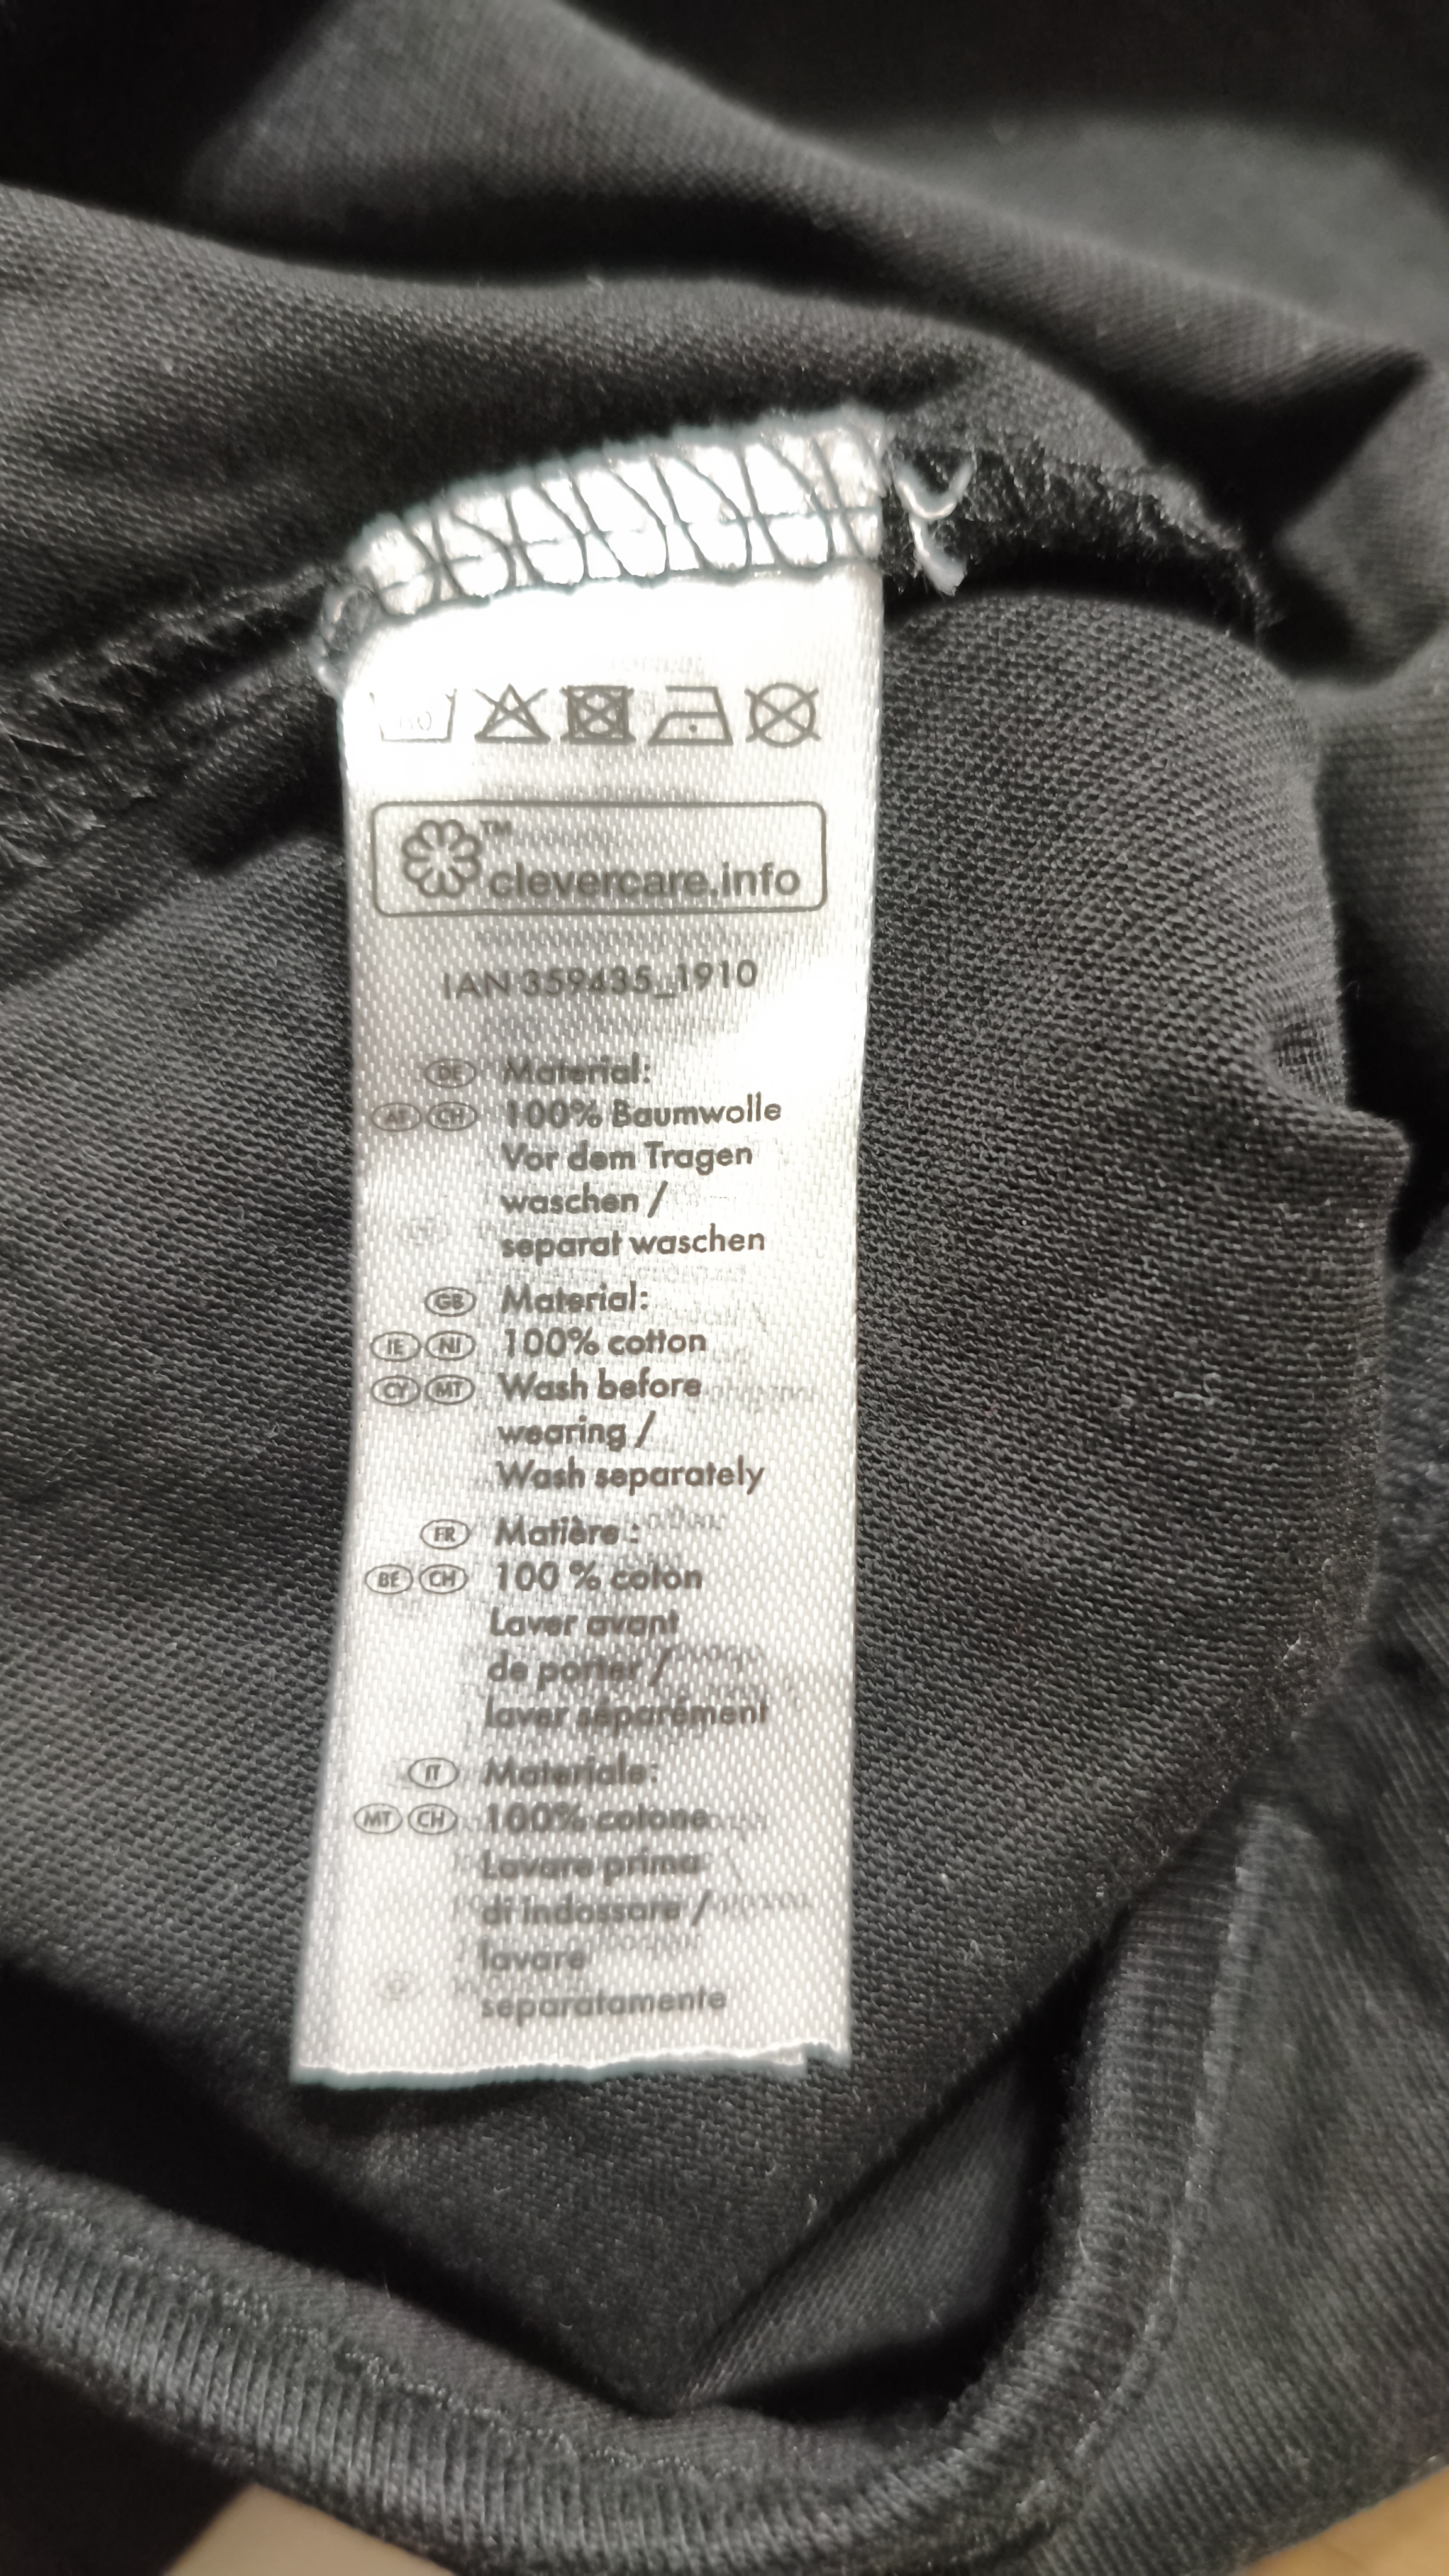 TM
clevercare.info
IAN 359435_1910
DE Material:
AT CH 100% Baumwolle
Vor dem Tragen
waschen /
separat waschen
GB Material:
IE NI 100% cotton
CY MT Wash before
wearing /
Wash separately
FR Matière :
BE CH 100 % coton
Laver avant
de porter /
laver séparément
IT Materiale:
MT CH 100% cotone
Lavare prima
di indossare /
lavare
separatamente